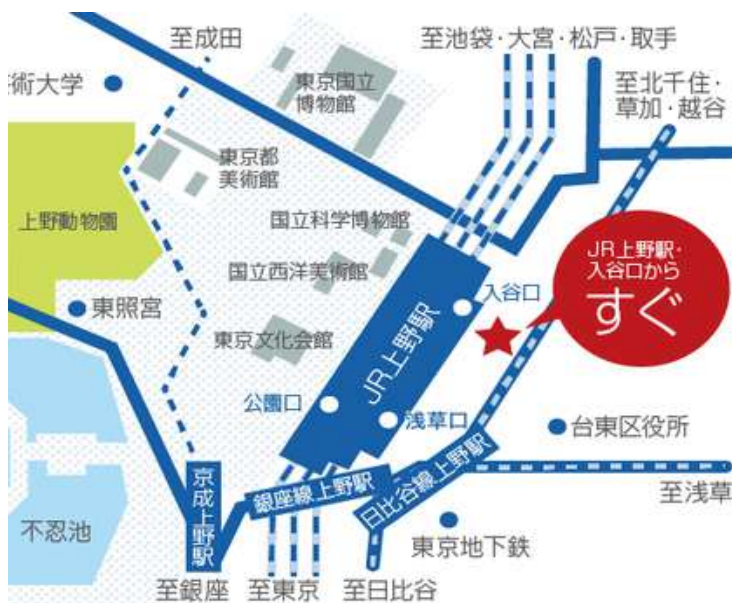 至成田
至池袋・大宮・松戸・取手
術大学
東京国立
博物館
至北千住・
草加・越谷
東京都
美術館
上野動物園
国立科学博物館
国立西洋美術館
JR上野駅・
入谷口から
すぐ
入谷口
東照宮
東京文化会館
JR上野駅
公園口
浅草口
台東区役所
京成上野駅
銀座線上野駅
日比谷線上野駅
至浅草
不忍池
東京地下鉄
至銀座
至東京
至日比谷